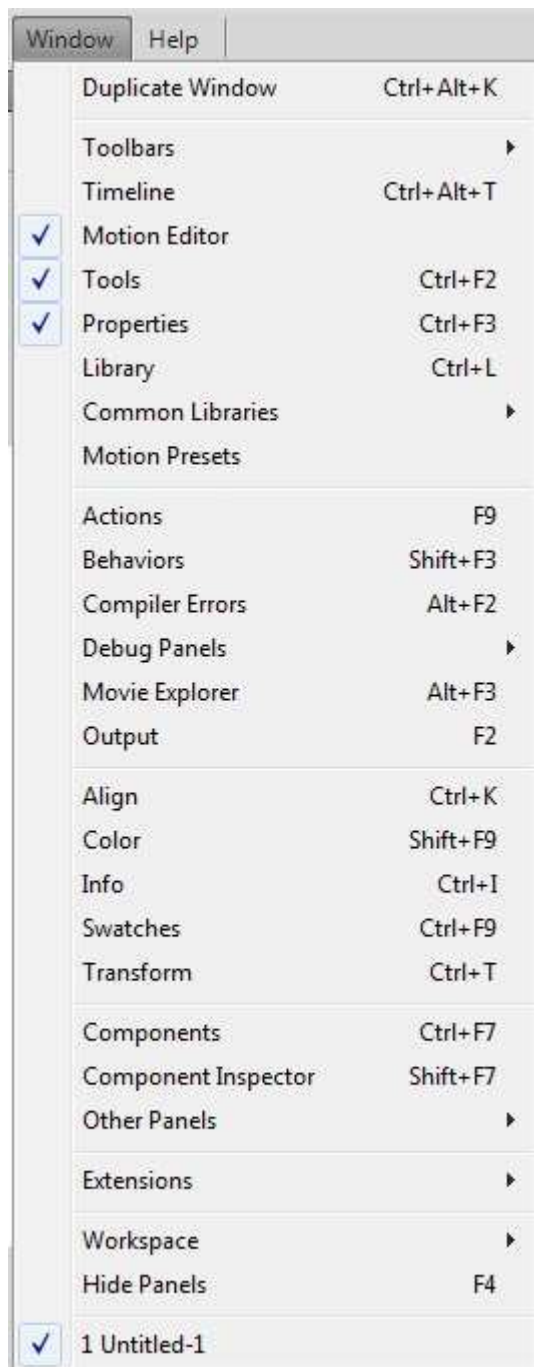 Window Help
Duplicate Window Ctrl+Alt+K
Toolbars
Timeline Ctrl+Alt+T
Motion Editor
Tools Ctrl+F2
Properties Ctrl+F3
Library Ctrl+L
Common Libraries
Motion Presets
Actions F9
Behaviors Shift+F3
Compiler Errors Alt+F2
Debug Panels
Movie Explorer Alt+F3
Output F2
Align Ctrl+K
Color Shift+F9
Info Ctrl+I
Swatches Ctrl+F9
Transform Ctrl+T
Components Ctrl+F7
Component Inspector Shift+F7
Other Panels
Extensions
Workspace
Hide Panels F4
1 Untitled-1